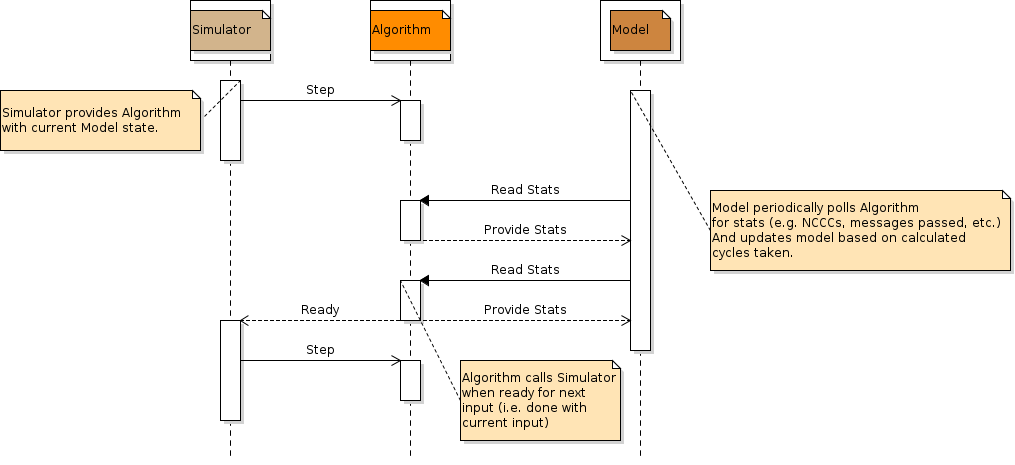 Simulator
Algorithm
Model
Step
Simulator provides Algorithm
with current Model state.
Read Stats
Model periodically polls Algorithm
for stats (e.g. NCCCs, messages passed, etc.)
And updates model based on calculated
cycles taken.
Provide Stats
Read Stats
Ready
Provide Stats
Step
Algorithm calls Simulator
when ready for next
input (i.e. done with
current input)